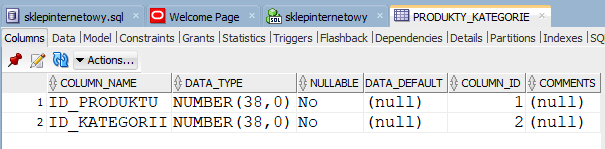 sklepinternetowy.sql Welcome Page sklepinternetowy PRODUKTY_KATEGORIE
Columns Data Model Constraints Grants Statistics Triggers Flashback Dependencies Details Partitions Indexes SQL
Actions...
COLUMN_NAME DATA_TYPE NULLABLE DATA_DEFAULT COLUMN_ID COMMENTS
1 ID_PRODUKTU NUMBER(38,0) No (null) 1 (null)
2 ID_KATEGORII NUMBER(38,0) No (null) 2 (null)